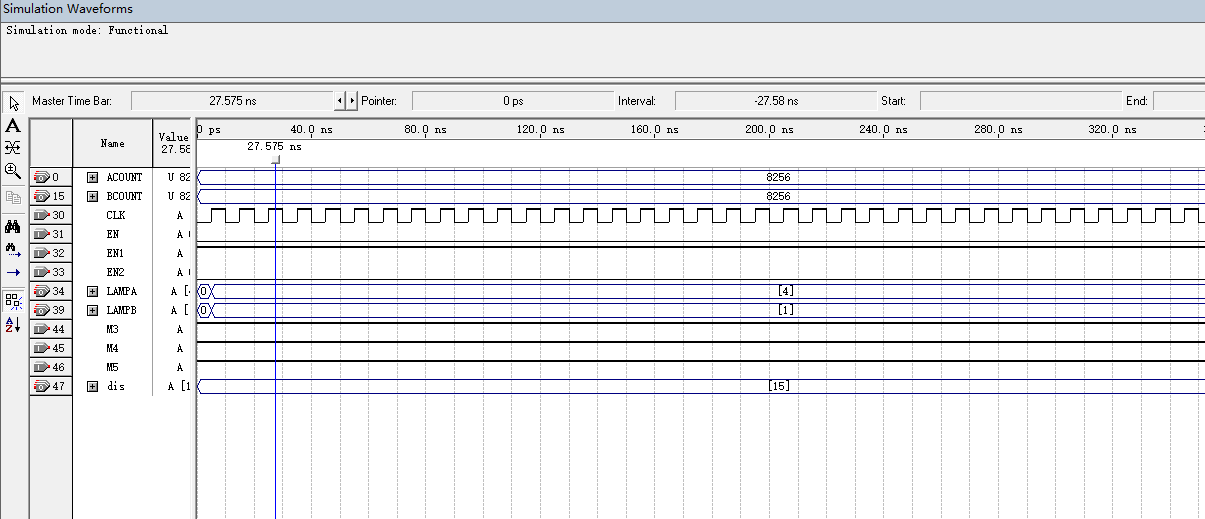 Simulation Waveforms
Simulation mode: Functional
Master Time Bar: 27.575 ns Pointer: 0 ps Interval: -27.58 ns Start: End:
Name Value 27.58 0 ps 40.0 ns 80.0 ns 120.0 ns 160.0 ns 200.0 ns 240.0 ns 280.0 ns 320.0 ns
27.575 ns
0 ACOUNT U 82 8256
15 BCOUNT U 82 8256
30 CLK A
31 EN A
32 EN1 A
33 EN2 A
34 LAMPA A [ 0 [4]
39 LAMPB A [ 0 [1]
44 M3 A
45 M4 A
46 M5 A
47 dis A [1 [15]